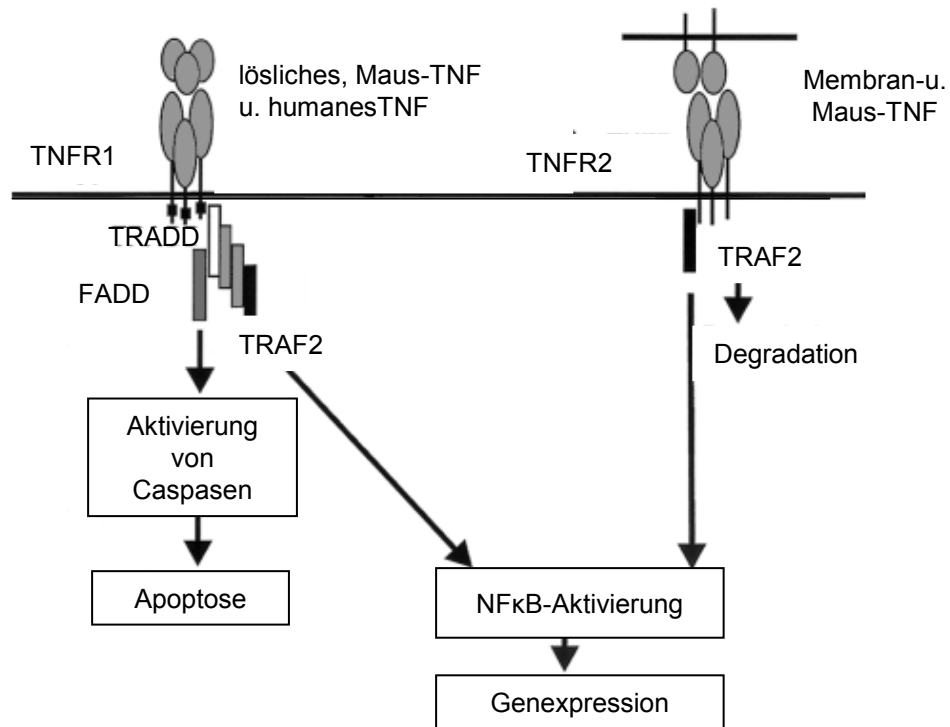 lösliches, Maus-TNF
u. humanesTNF
Membran-u.
Maus-TNF
TNFR1
TNFR2
TRADD
FADD
TRAF2
TRAF2
Degradation
Aktivierung
von
Caspasen
Apoptose
NFκB-Aktivierung
Genexpression